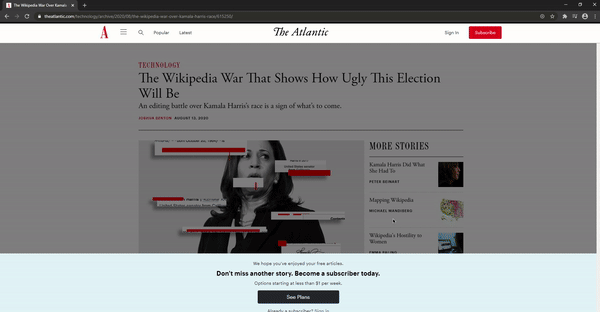 The Wikipedia War Over Kamala
theatlantic.com/technology/archive/2020/08/the-wikipedia-war-over-kamala-harris-race/615250/
A
Popular
Latest
The Atlantic
Sign In
Subscribe
TECHNOLOGY
The Wikipedia War That Shows How Ugly This Election
Will Be
An editing battle over Kamala Harris's race is a sign of what's to come.
AUGUST 13, 2020
MORE STORIES
Kamala Harris Did What
She Had To
PETER BEINART
Mapping Wikipedia
MICHAEL MANDIBERG
Wikipedia's Hostility to
Women
EMMA PALING
We hope you've enjoyed your free articles.
Don't miss another story. Become a subscriber today.
Options starting at less than $1 per week.
See Plans
Already a subscriber? Sign in